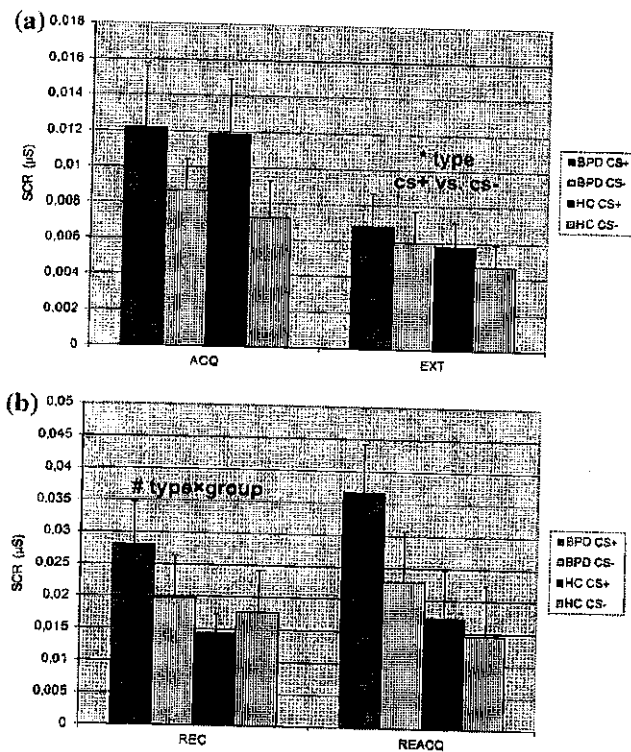 (a)
0,018
0,016
0,014
0,012
0,01
0,008
0,006
0,004
0,002
0
SCR (µS)
* type
cs+ vs. cs-
ACQ
EXT
BPD CS+
BPD CS-
HC CS+
HC CS-
(b)
0,05
0,045
0,04
0,035
0,03
0,025
0,02
0,015
0,01
0,005
0
SCR (µS)
# type×group
REC
REACQ
BPD CS+
BPD CS-
HC CS+
HC CS-